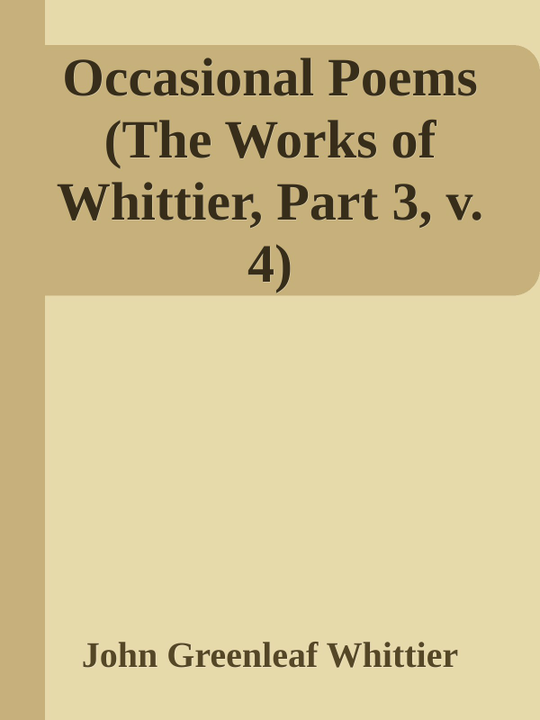 Occasional Poems
(The Works of
Whittier, Part 3, v.
4)
John Greenleaf Whittier